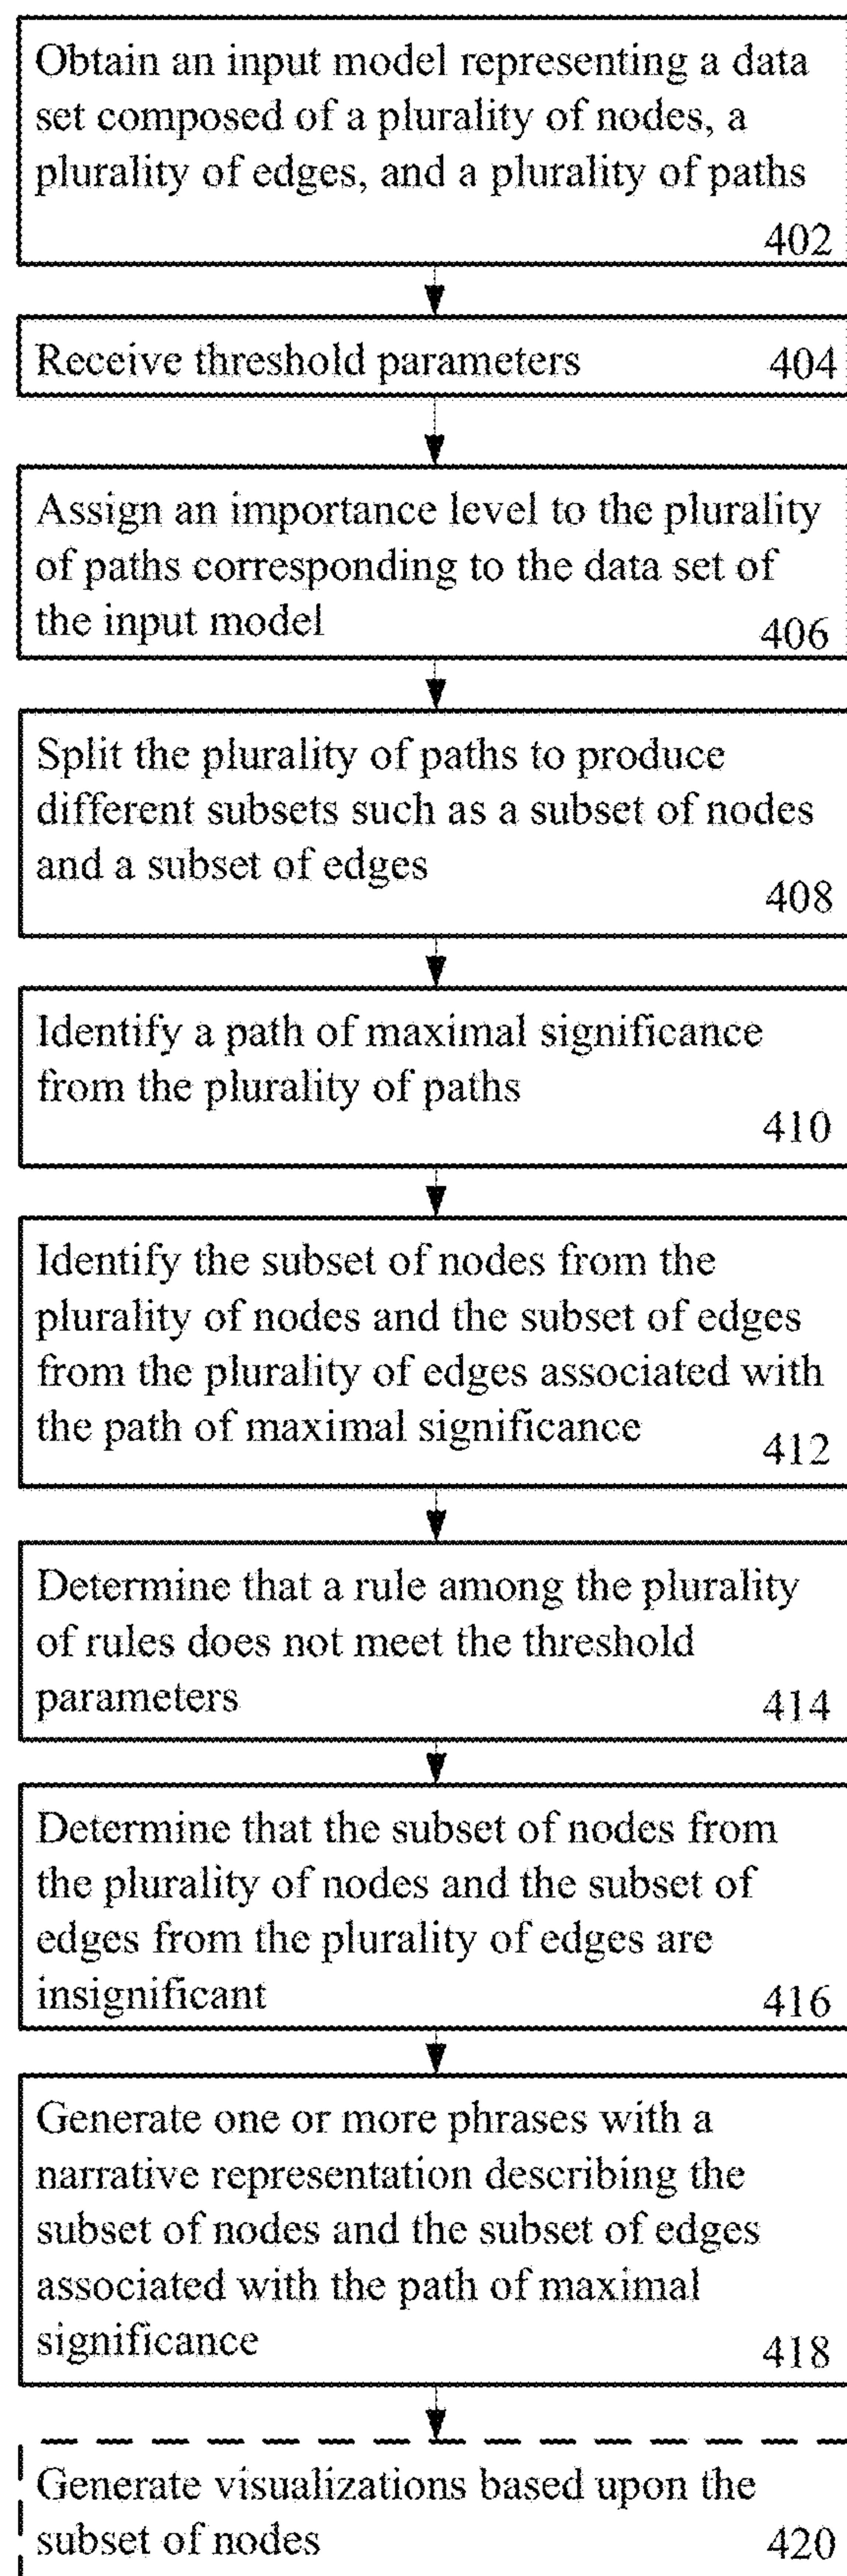 Obtain an input model representing a data
set composed of a plurality of nodes, a
plurality of edges, and a plurality of paths
402
Receive threshold parameters 404
Assign an importance level to the plurality
of paths corresponding to the data set of
the input model 406
Split the plurality of paths to produce
different subsets such as a subset of nodes
and a subset of edges
408
Identify a path of maximal significance
from the plurality of paths
410
Identify the subset of nodes from the
plurality of nodes and the subset of edges
from the plurality of edges associated with
the path of maximal significance
412
Determine that a rule among the plurality
of rules does not meet the threshold
parameters 414
Determine that the subset of nodes from
the plurality of nodes and the subset of
edges from the plurality of edges are
insignificant 416
Generate one or more phrases with a
narrative representation describing the
subset of nodes and the subset of edges
associated with the path of maximal
significance 418
Generate visualizations based upon the
subset of nodes 420